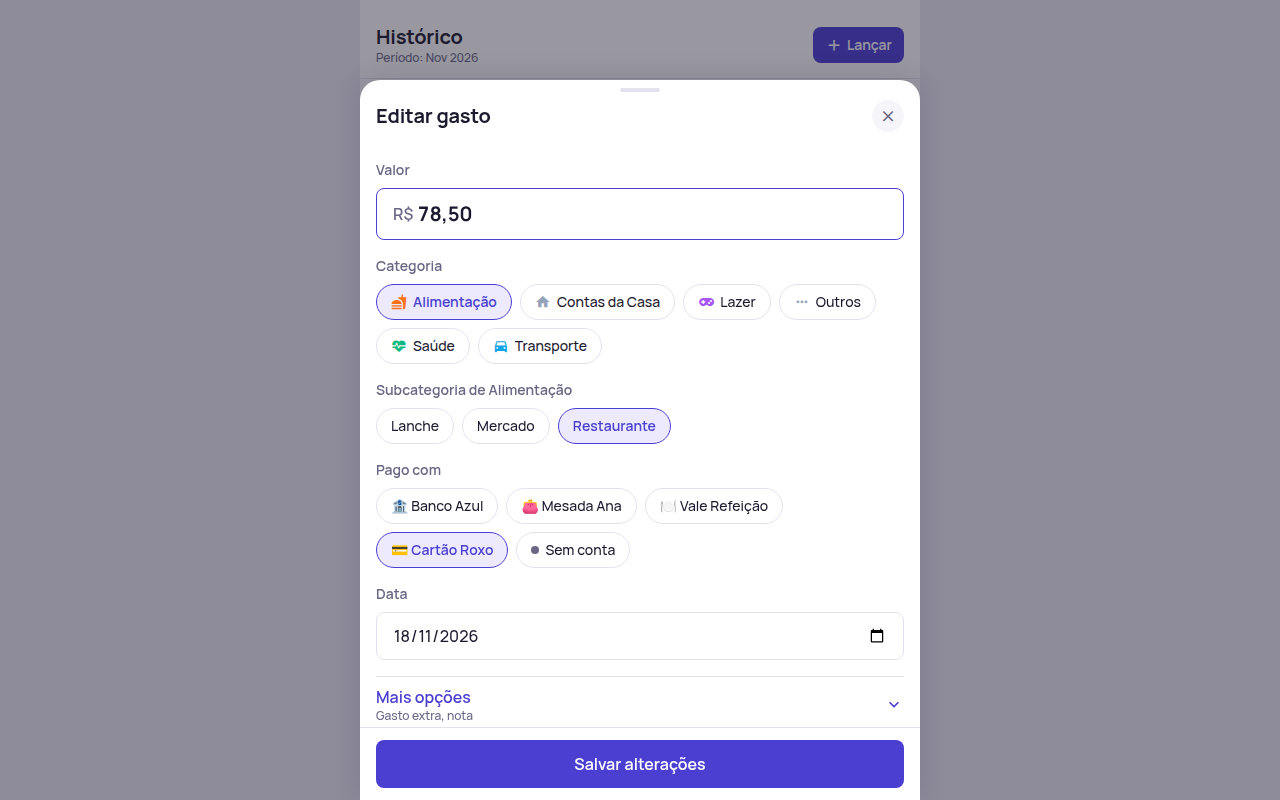 Histórico
Período: Nov 2026
Lançar
Editar gasto
Valor
R$ 78,50
Categoria
Alimentação Contas da Casa Lazer Outros
Saúde Transporte
Subcategoria de Alimentação
Lanche Mercado Restaurante
Pago com
Banco Azul Mesada Ana Vale Refeição
Cartão Roxo Sem conta
Data
18/11/2026
Mais opções
Gasto extra, nota
Salvar alterações